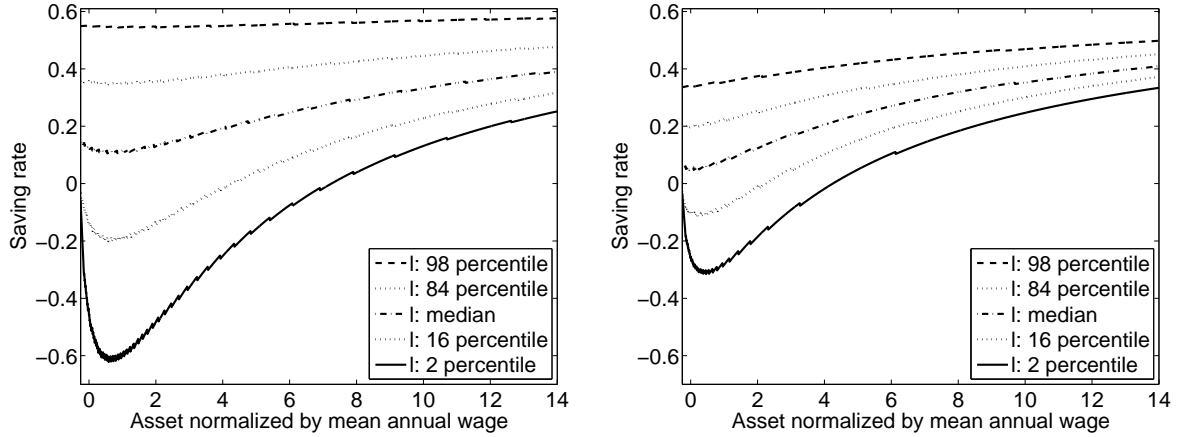 0.6
0.4
0.2
0
−0.2
−0.4
−0.6
Saving rate
0 2 4 6 8 10 12 14
Asset normalized by mean annual wage
l: 98 percentile
l: 84 percentile
l: median
l: 16 percentile
l: 2 percentile
0.6
0.4
0.2
0
−0.2
−0.4
−0.6
Saving rate
0 2 4 6 8 10 12 14
Asset normalized by mean annual wage
l: 98 percentile
l: 84 percentile
l: median
l: 16 percentile
l: 2 percentile